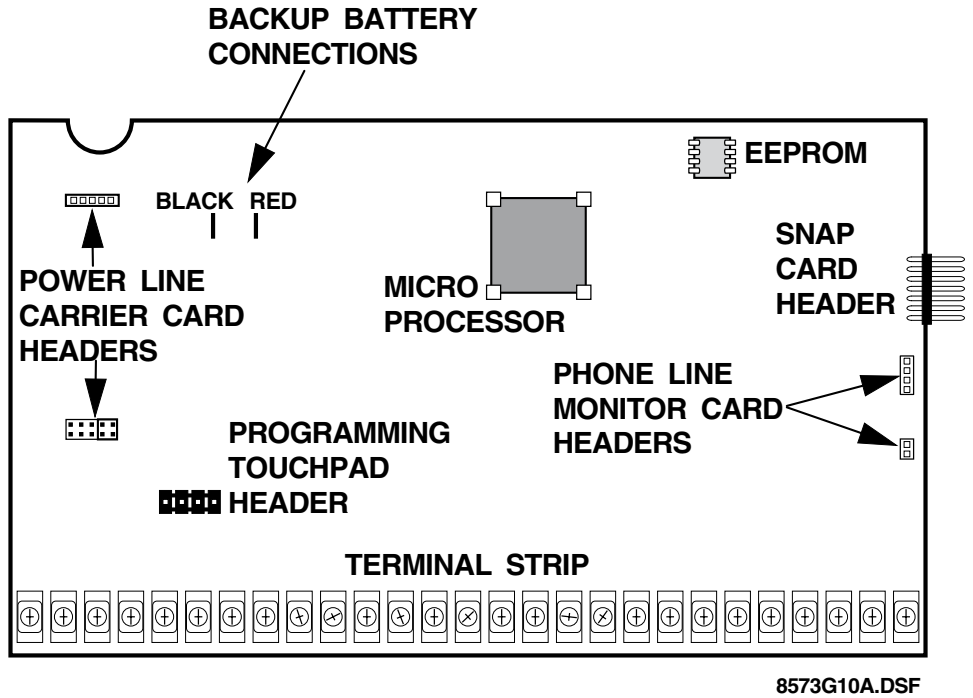 BACKUP BATTERY
CONNECTIONS
EEPROM
BLACK RED
SNAP
CARD
HEADER
POWER LINE
CARRIER CARD
HEADERS
MICRO
PROCESSOR
PHONE LINE
MONITOR CARD
HEADERS
PROGRAMMING
TOUCHPAD
HEADER
TERMINAL STRIP
8573G10A.DSF